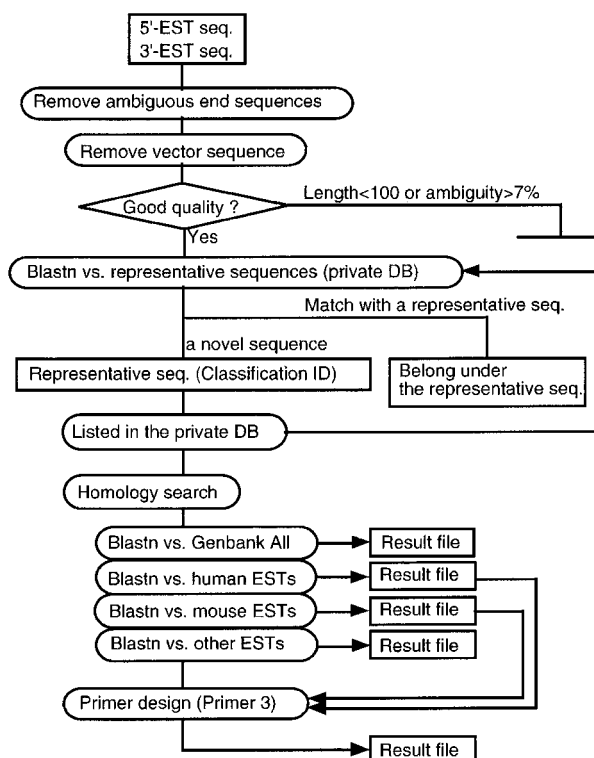 5'-EST seq.
3'-EST seq.
Remove ambiguous end sequences
Remove vector sequence
Good quality ?
Length<100 or ambiguity>7%
Yes
Blastn vs. representative sequences (private DB)
Match with a representative seq.
a novel sequence
Representative seq. (Classification ID)
Belong under
the representative seq.
Listed in the private DB
Homology search
Blastn vs. Genbank All
Result file
Blastn vs. human ESTs
Result file
Blastn vs. mouse ESTs
Result file
Blastn vs. other ESTs
Result file
Primer design (Primer 3)
Result file